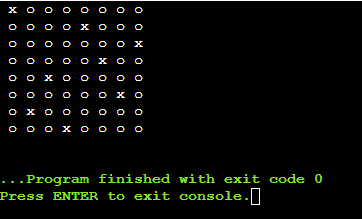 x o o o o o o o
o o o o x o o o
o o o o o o o x
o o o o o x o o
o o x o o o o o
o o o o o o x o
o x o o o o o o
o o o x o o o o
...Program finished with exit code 0
Press ENTER to exit console.